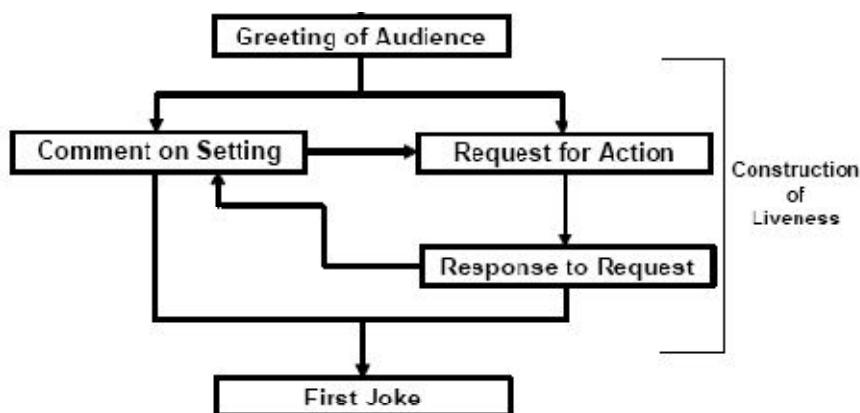 Greeting of Audience
Comment on Setting
Request for Action
Construction
of
Liveness
Response to Request
First Joke